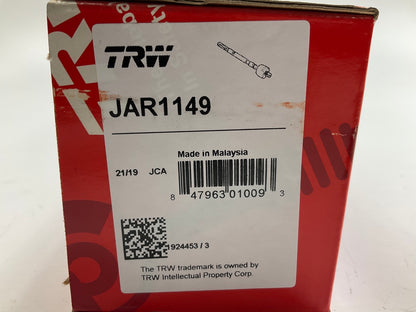 TRW
JAR1149
Made in Malaysia
21/19 JCA
8 47963 01009 3
1924453 / 3
The TRW trademark is owned by
TRW Intellectual Property Corp.